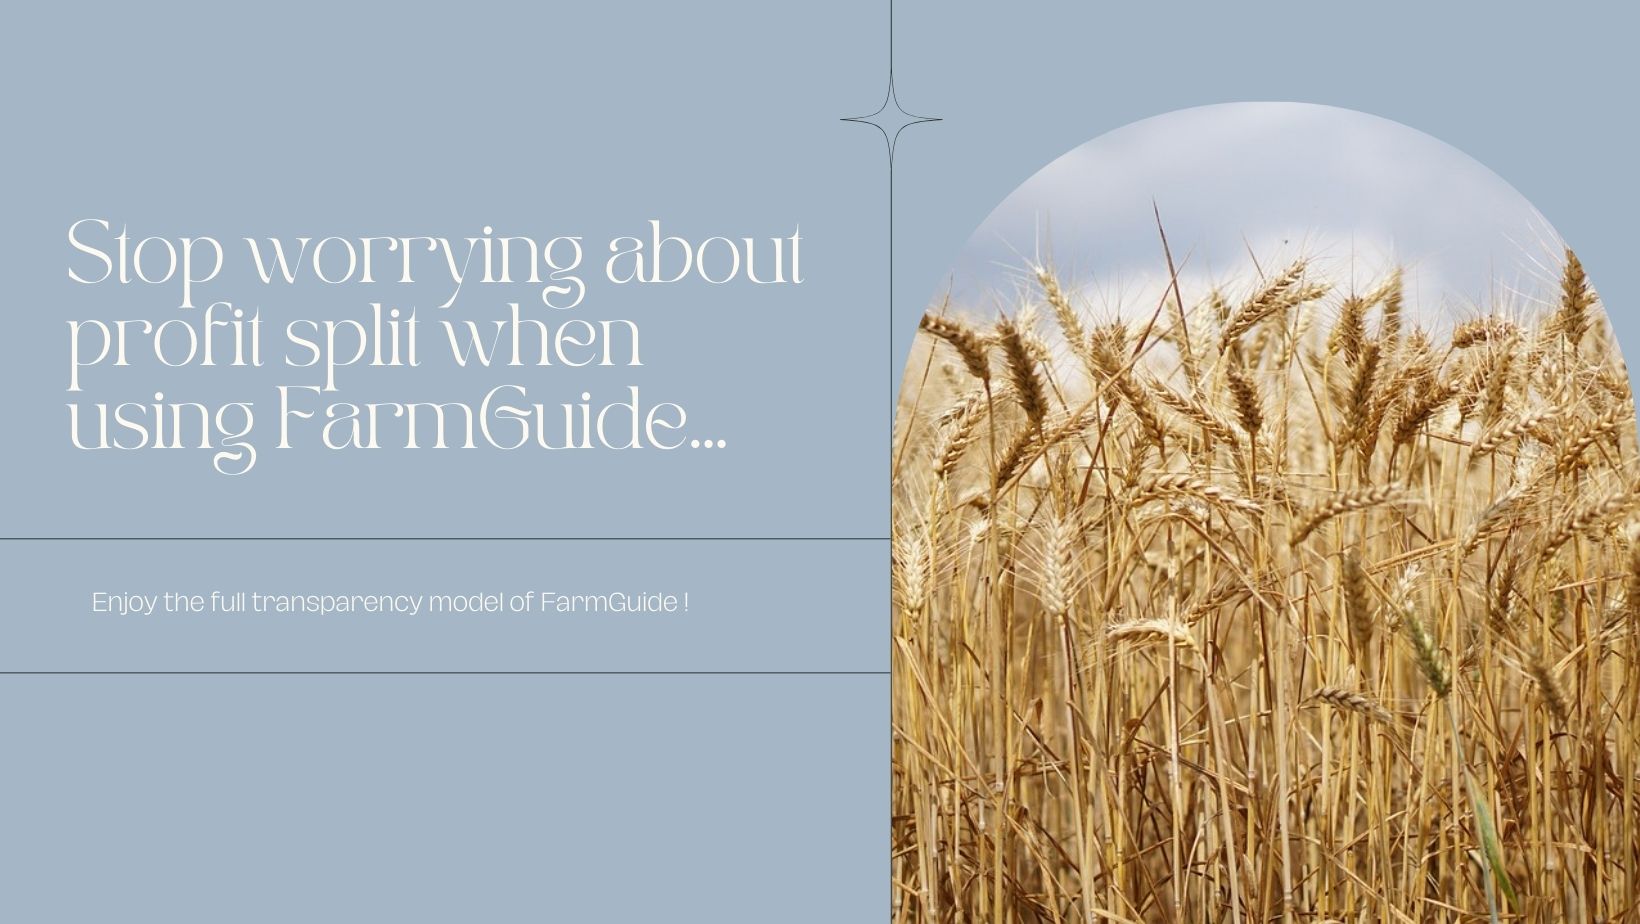 Stop worrying about
profit split when
using FarmGuide...
Enjoy the full transparency model of FarmGuide !